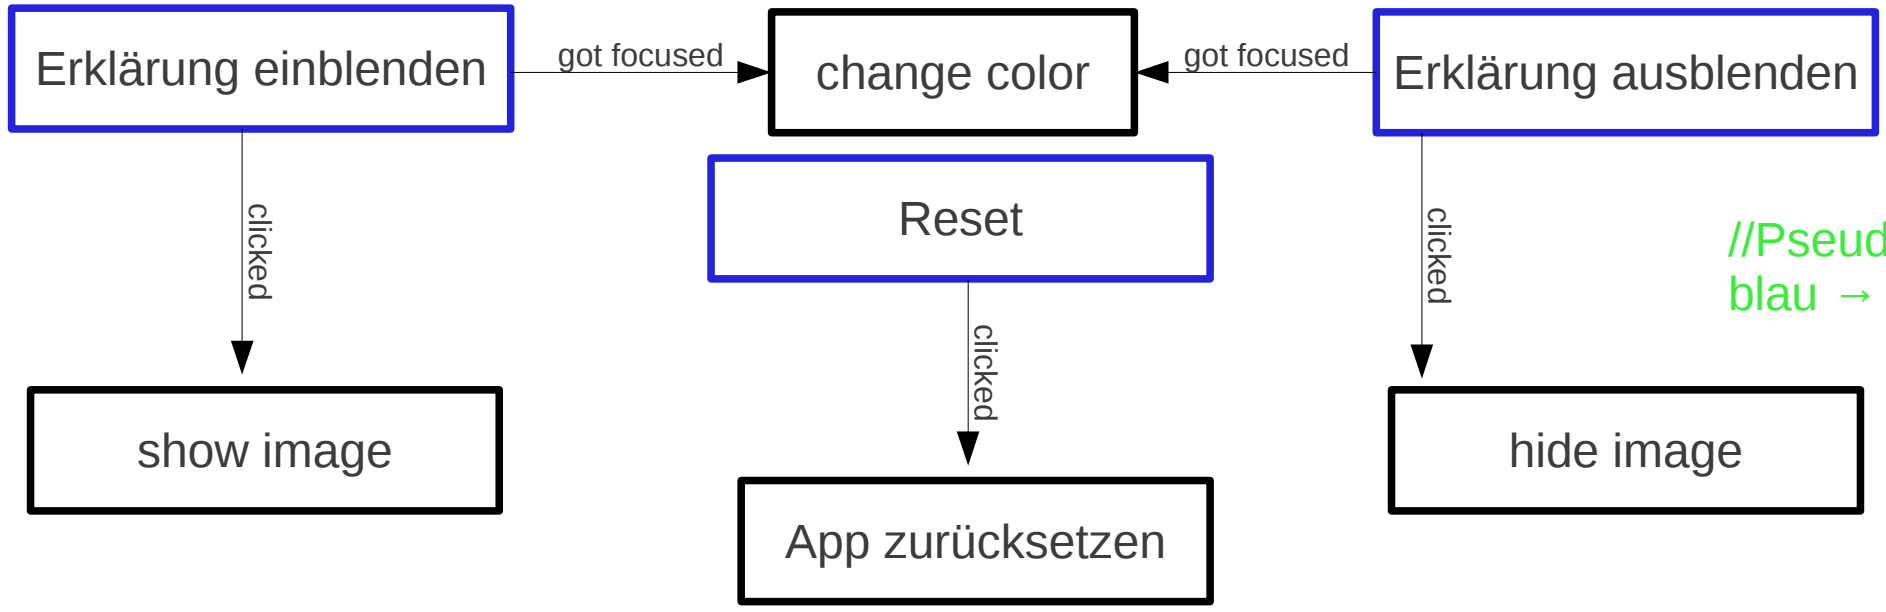 Erklärung einblenden
got focused
change color
got focused
Erklärung ausblenden
clicked
Reset
clicked
//Pseud
blau →
clicked
show image
hide image
App zurücksetzen